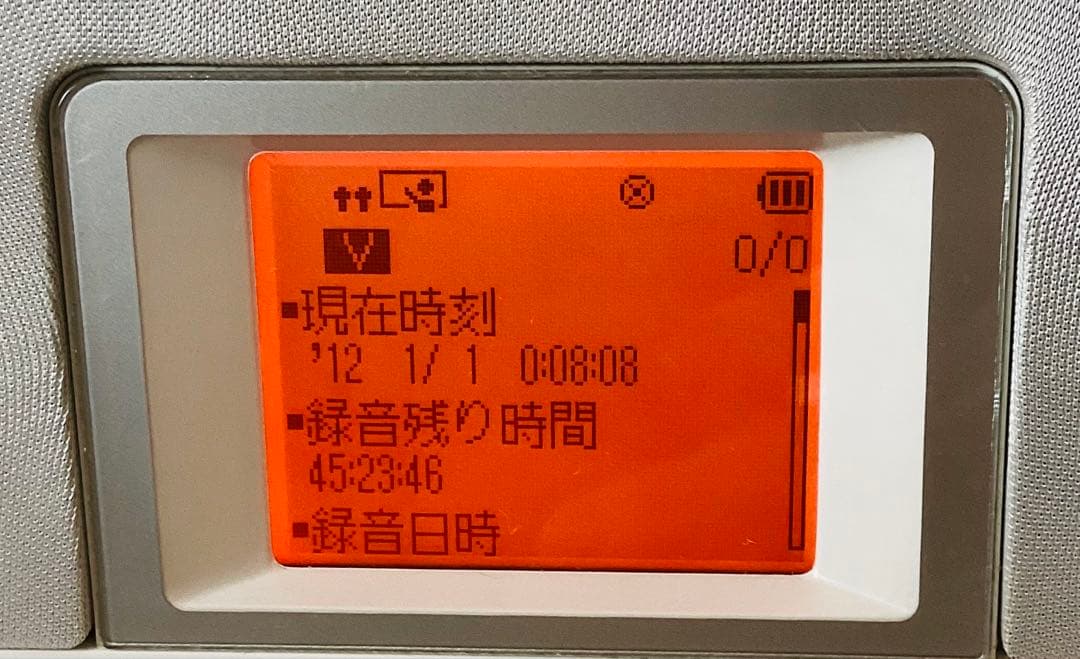 V
0/0
■現在時刻
'12 1/ 1 0:08:08
■録音残り時間
45:23:46
■録音日時